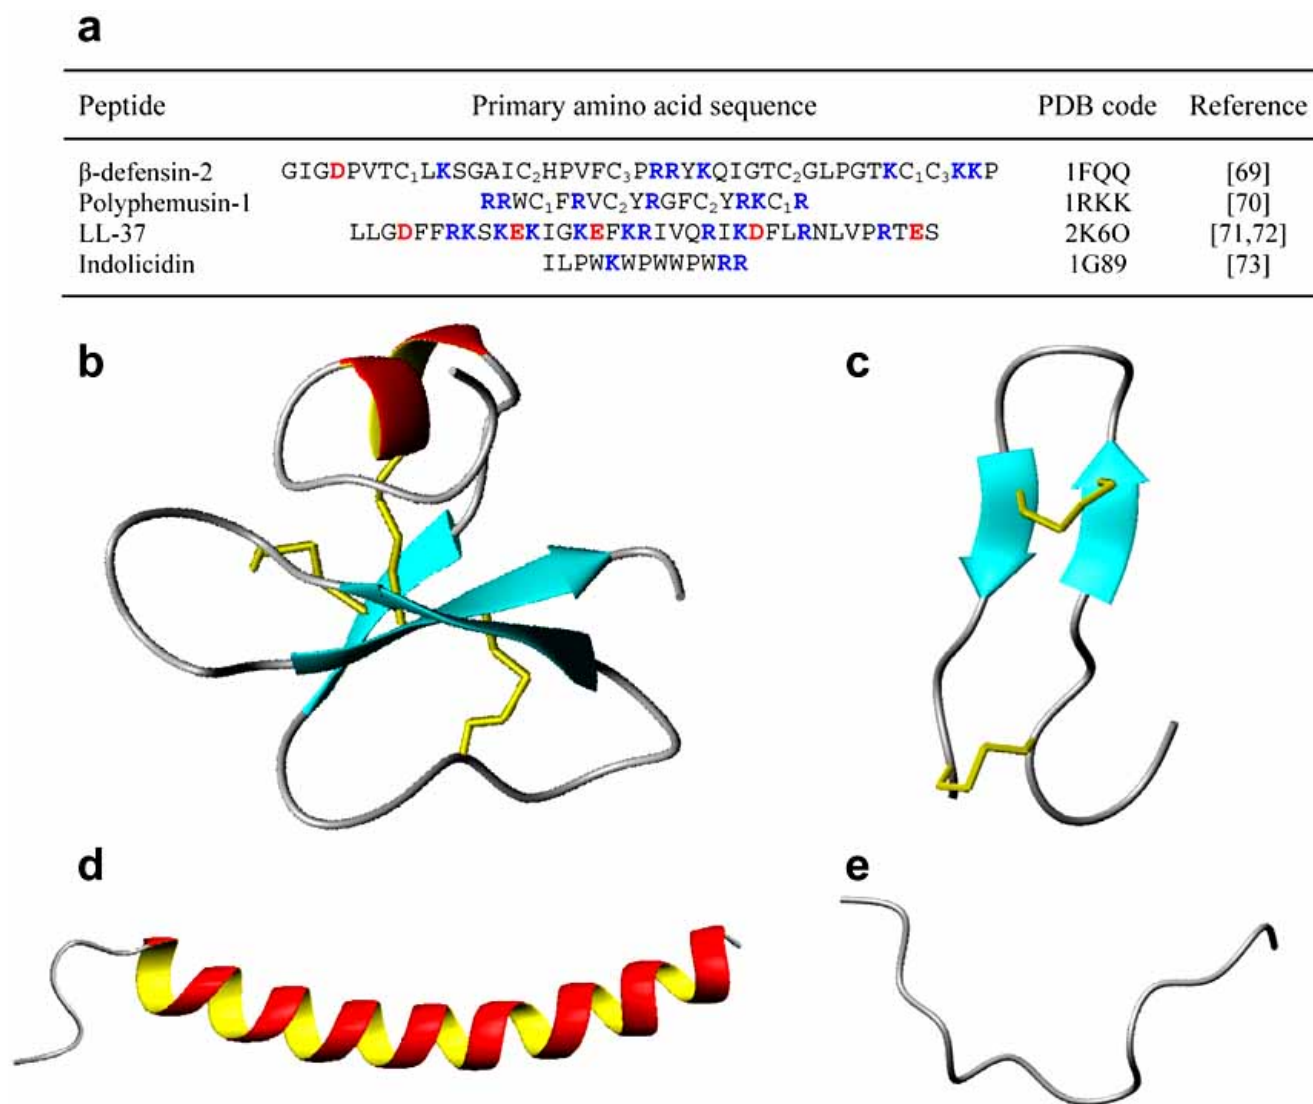 a
Peptide Primary amino acid sequence PDB code Reference
β-defensin-2 GIGDPVTC₁LKSGAIC₂HPVFC₃PRRYKQIGTC₂GLPGTKC₁C₃KKP 1FQQ [69]
Polyphemusin-1 RRWC₁FRVC₂YRGFC₂YRKC₁R 1RKK [70]
LL-37 LLGDFFRKSKEKIGKEFKRIVQRIKDFLRNLVPRTES 2K6O [71,72]
Indolicidin ILPWKWPWWPWRR 1G89 [73]
b c
d e